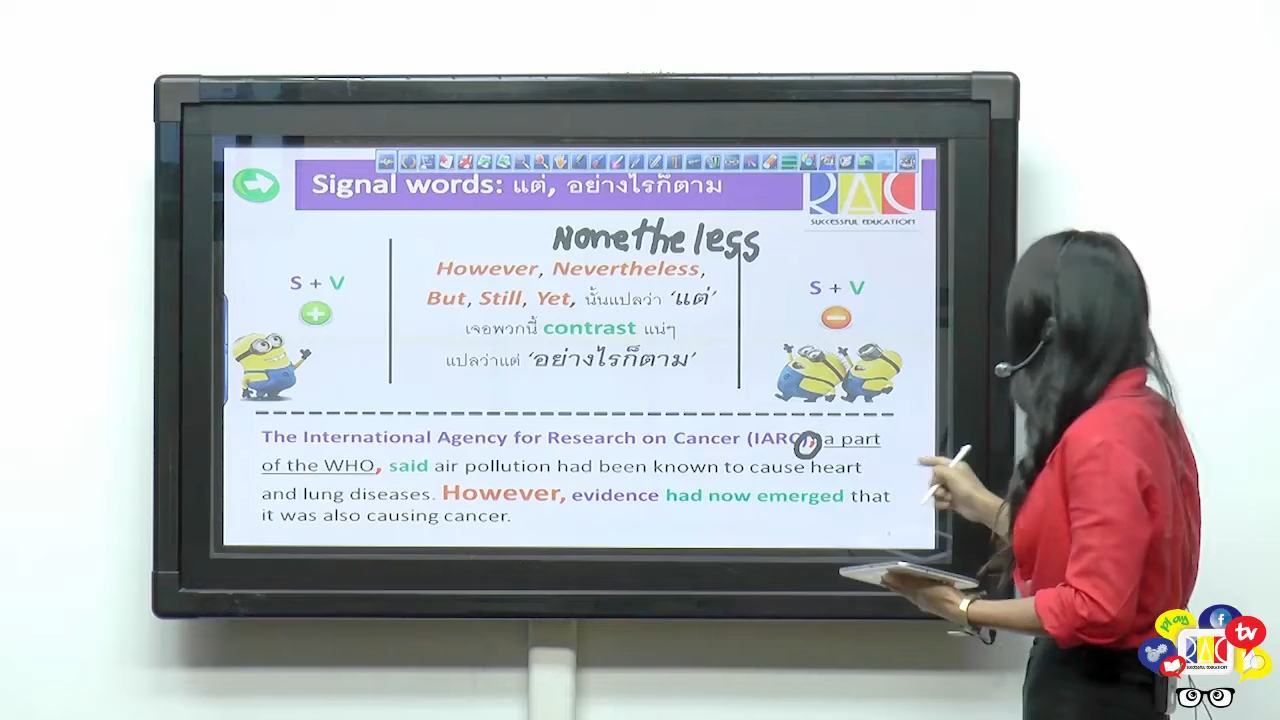 Signal words: แต่, อย่างไรก็ตาม
RAC
SUCCESSFUL EDUCATION
Nonetheless
S + V
However, Nevertheless,
But, Still, Yet, นั้นแปลว่า ‘แต่’
เจอพวกนี้ contrast แน่ๆ
แปลว่าแต่ ‘อย่างไรก็ตาม’
S + V
The International Agency for Research on Cancer (IARC), a part
of the WHO, said air pollution had been known to cause heart
and lung diseases. However, evidence had now emerged that
it was also causing cancer.
play
f
tv
RAC
SUCCESSFUL EDUCATION